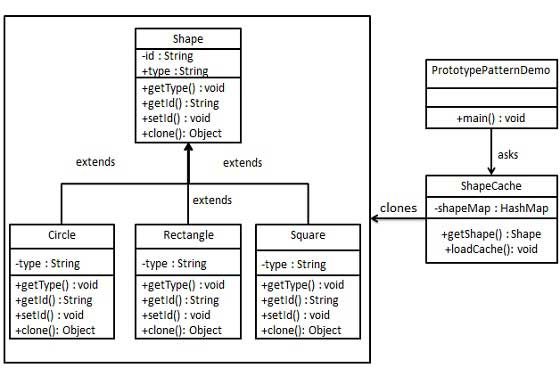 Shape
-id : String
+type : String
+getType() : void
+getId() : String
+setId() : void
+clone(): Object
extends
extends
extends
Circle
-type : String
+getType() : void
+getId() : String
+setId() : void
+clone(): Object
Rectangle
-type : String
+getType() : void
+getId() : String
+setId() : void
+clone(): Object
Square
-type : String
+getType() : void
+getId() : String
+setId() : void
+clone(): Object
PrototypePatternDemo
+main() : void
asks
clones
ShapeCache
-shapeMap : HashMap
+getShape() : Shape
+loadCache(): void